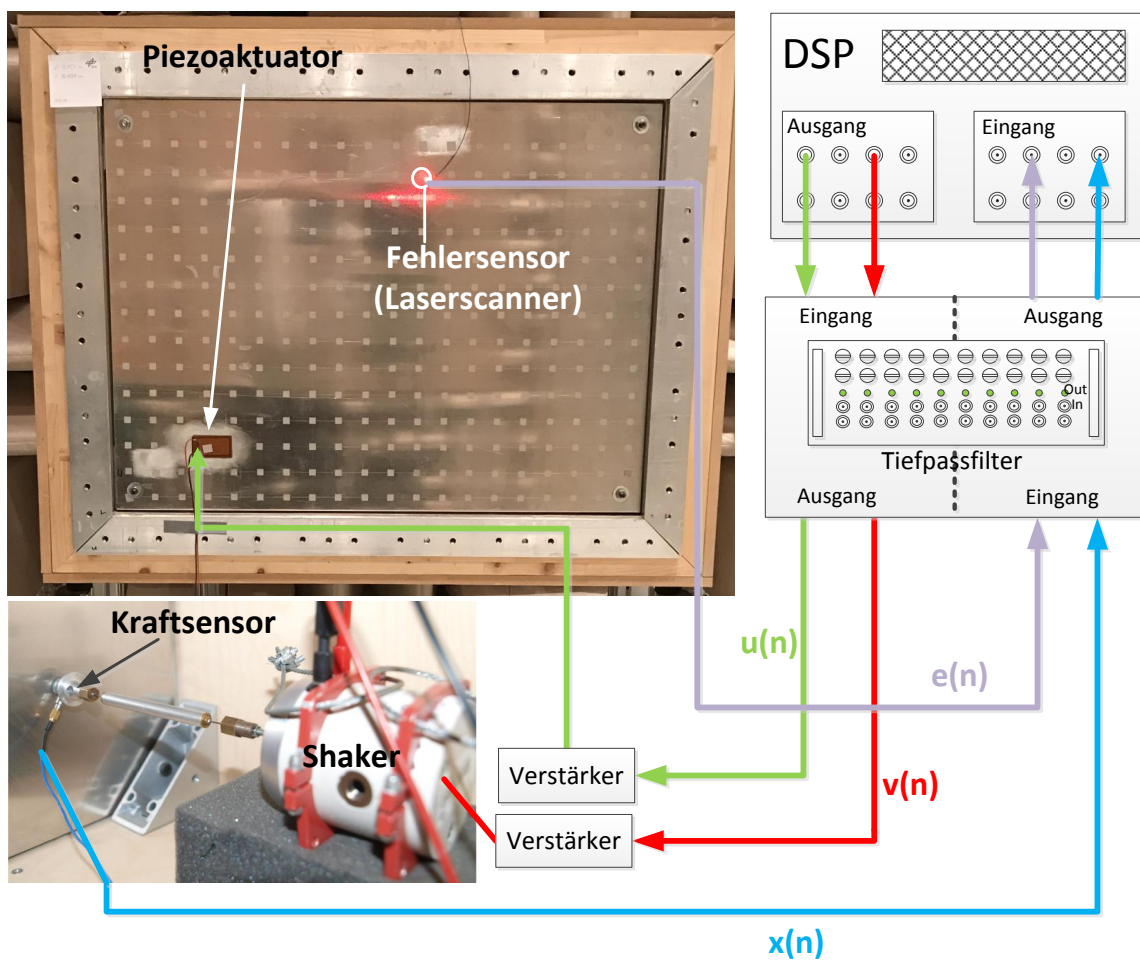 Piezoaktuator
Fehlersensor
(Laserscanner)
DSP
Ausgang
Eingang
Eingang
Ausgang
Out
In
Tiefpassfilter
Ausgang
Eingang
Kraftsensor
Shaker
Verstärker
Verstärker
u(n)
e(n)
v(n)
x(n)